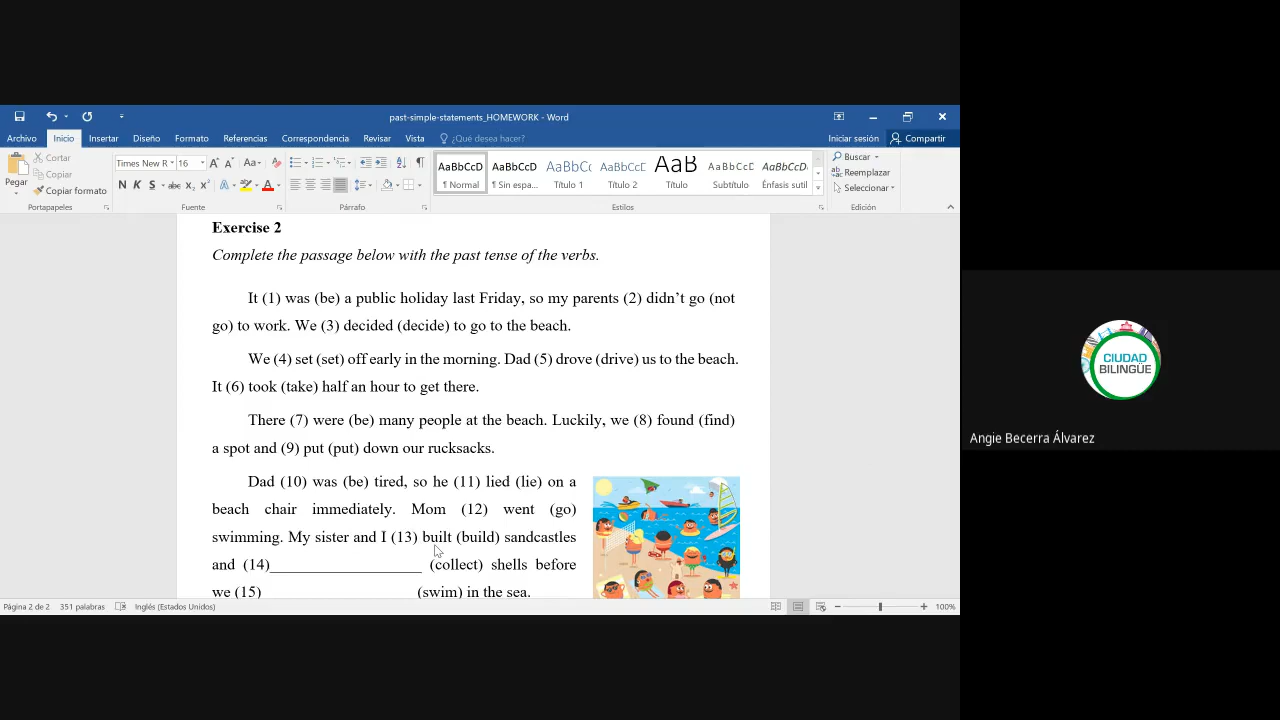 past-simple-statements_HOMEWORK - Word
Archivo Inicio Insertar Diseño Formato Referencias Correspondencia Revisar Vista ¿Qué desea hacer? Iniciar sesión Compartir
Pegar Cortar Copiar Copiar formato
Times New R 16
N K S abc x₂ x² A A
AaBbCcD AaBbCcD AaBbCc AaBbCcE AaB AaBbCcE AaBbCcD
¶ Normal ¶ Sin espa... Título 1 Título 2 Título Subtítulo Énfasis sutil
Buscar
Reemplazar
Seleccionar
Portapapeles Fuente Párrafo Estilos Edición
Exercise 2
Complete the passage below with the past tense of the verbs.
It (1) was (be) a public holiday last Friday, so my parents (2) didn’t go (not
go) to work. We (3) decided (decide) to go to the beach.
We (4) set (set) off early in the morning. Dad (5) drove (drive) us to the beach.
It (6) took (take) half an hour to get there.
There (7) were (be) many people at the beach. Luckily, we (8) found (find)
a spot and (9) put (put) down our rucksacks.
Dad (10) was (be) tired, so he (11) lied (lie) on a
beach chair immediately. Mom (12) went (go)
swimming. My sister and I (13) built (build) sandcastles
and (14)___________________ (collect) shells before
we (15) (swim) in the sea.
Página 2 de 2 351 palabras Inglés (Estados Unidos) 100%
CIUDAD
BILINGÜE
Angie Becerra Álvarez